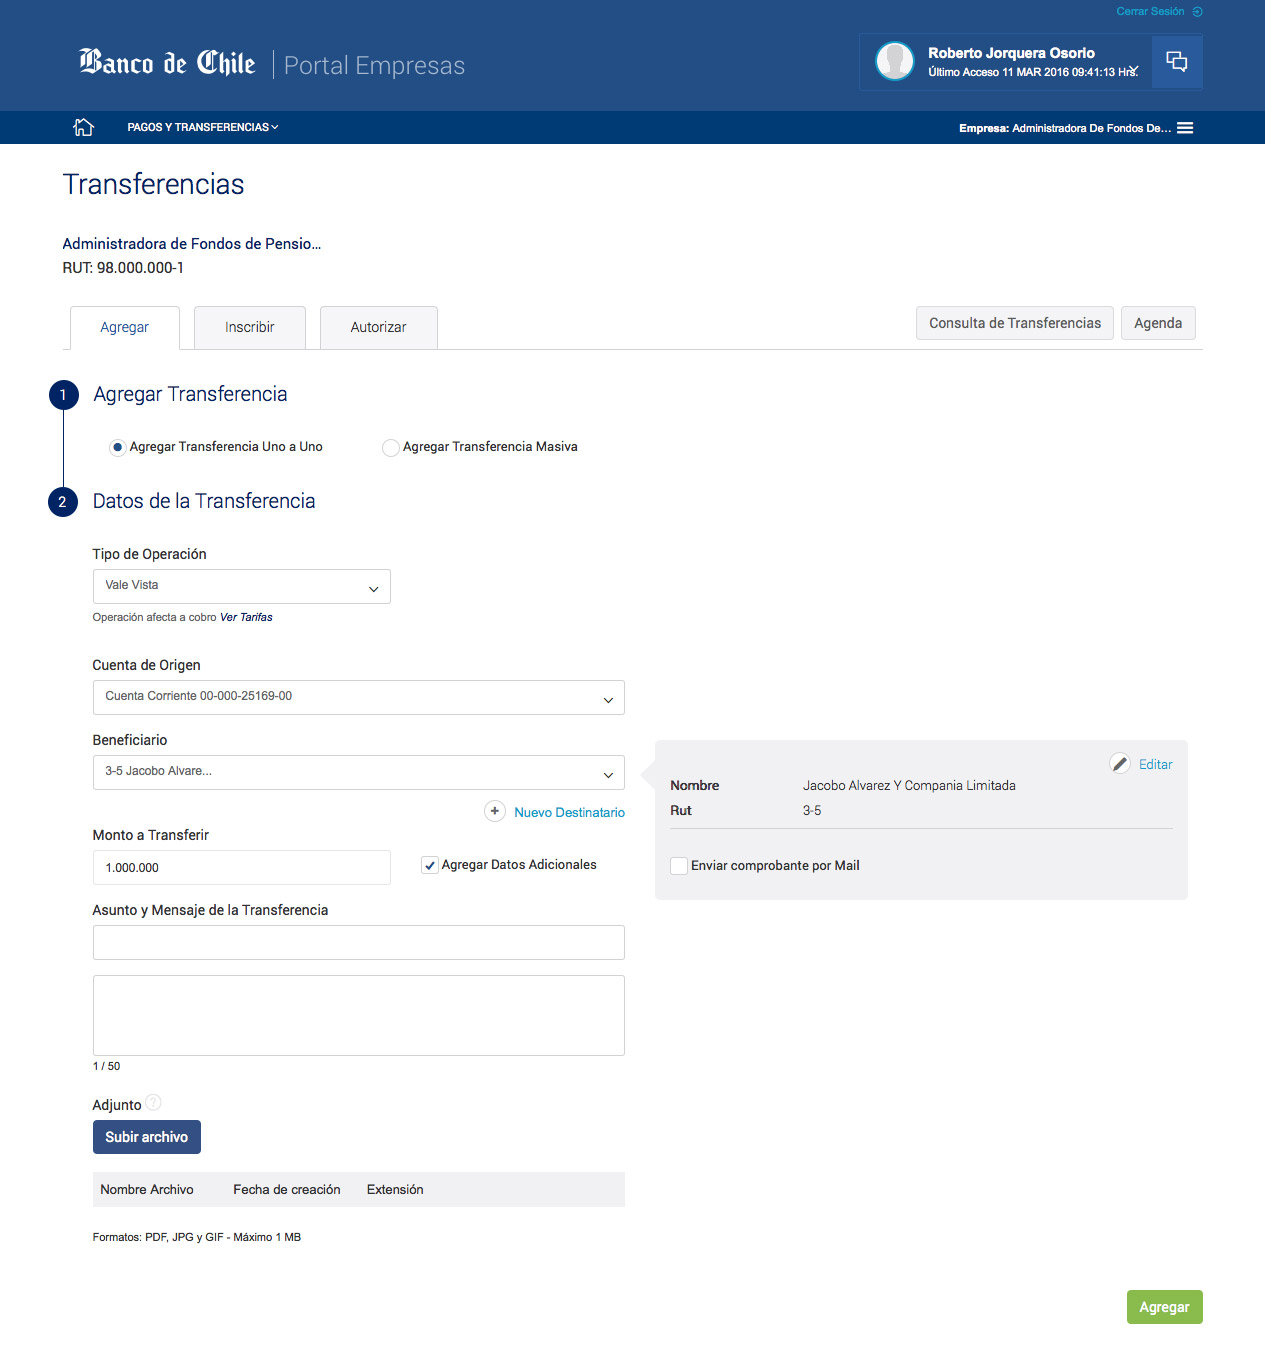 Cerrar Sesión
Banco de Chile Portal Empresas
Roberto Jorquera Osorio
Último Acceso 11 MAR 2016 09:41:13 Hrs.
PAGOS Y TRANSFERENCIAS
Empresa: Administradora De Fondos De...
Transferencias
Administradora de Fondos de Pensio...
RUT: 98.000.000-1
Agregar Inscribir Autorizar Consulta de Transferencias Agenda
1 Agregar Transferencia
Agregar Transferencia Uno a Uno Agregar Transferencia Masiva
2 Datos de la Transferencia
Tipo de Operación
Vale Vista
Operación afecta a cobro Ver Tarifas
Cuenta de Origen
Cuenta Corriente 00-000-25169-00
Beneficiario
3-5 Jacobo Alvare...
Nuevo Destinatario
Editar
Nombre Jacobo Alvarez Y Compania Limitada
Rut 3-5
Enviar comprobante por Mail
Monto a Transferir
1.000.000
Agregar Datos Adicionales
Asunto y Mensaje de la Transferencia
1 / 50
Adjunto ?
Subir archivo
Nombre Archivo Fecha de creación Extensión
Formatos: PDF, JPG y GIF - Máximo 1 MB
Agregar